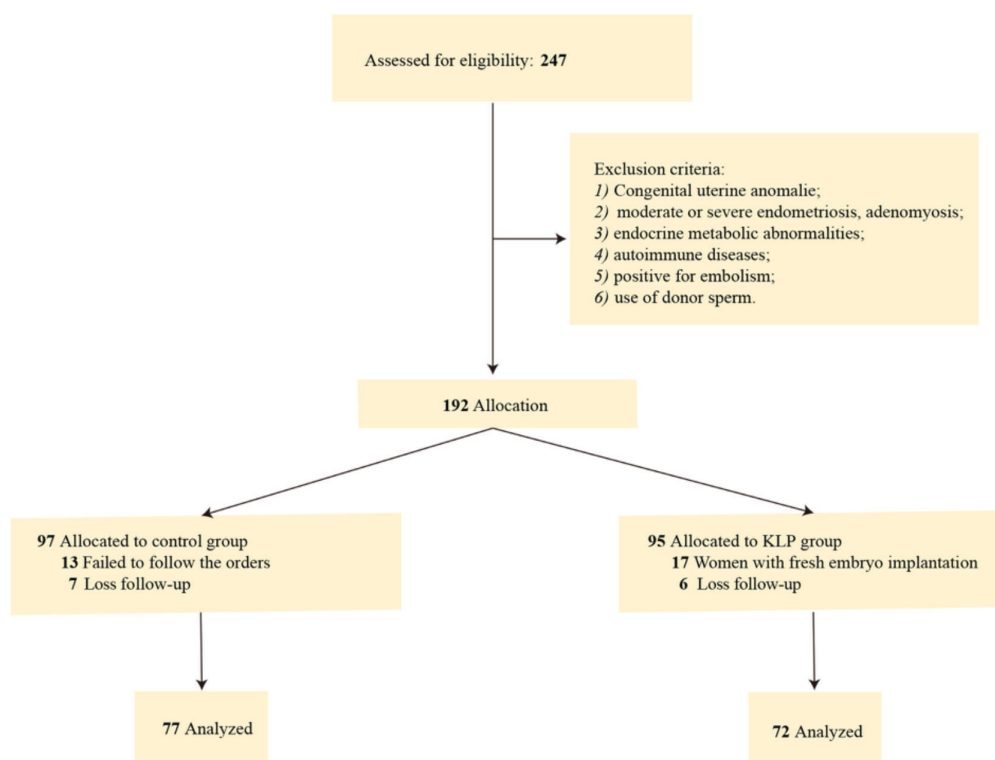 Assessed for eligibility: 247
Exclusion criteria:
1) Congenital uterine anomalie;
2) moderate or severe endometriosis, adenomyosis;
3) endocrine metabolic abnormalities;
4) autoimmune diseases;
5) positive for embolism;
6) use of donor sperm.
192 Allocation
97 Allocated to control group
13 Failed to follow the orders
7 Loss follow-up
95 Allocated to KLP group
17 Women with fresh embryo implantation
6 Loss follow-up
77 Analyzed
72 Analyzed